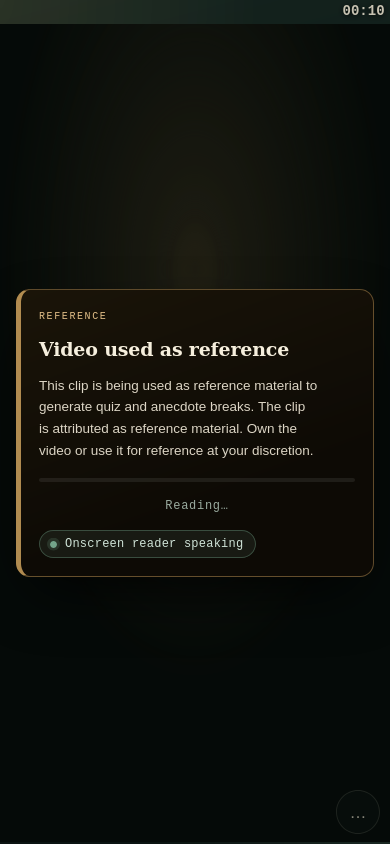 00:10
REFERENCE
Video used as reference
This clip is being used as reference material to
generate quiz and anecdote breaks. The clip
is attributed as reference material. Own the
video or use it for reference at your discretion.
Reading…
Onscreen reader speaking
…